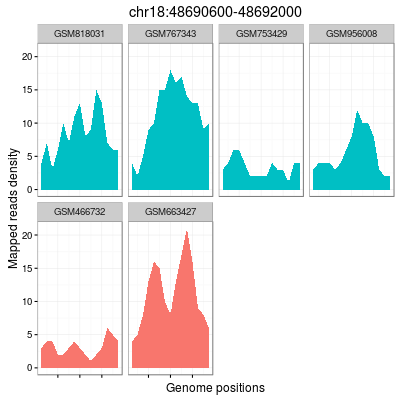 chr18:48690600-48692000
GSM818031 GSM767343 GSM753429 GSM956008
20
15
10
5
0
Mapped reads density
GSM466732 GSM663427
20
15
10
5
0
Genome positions